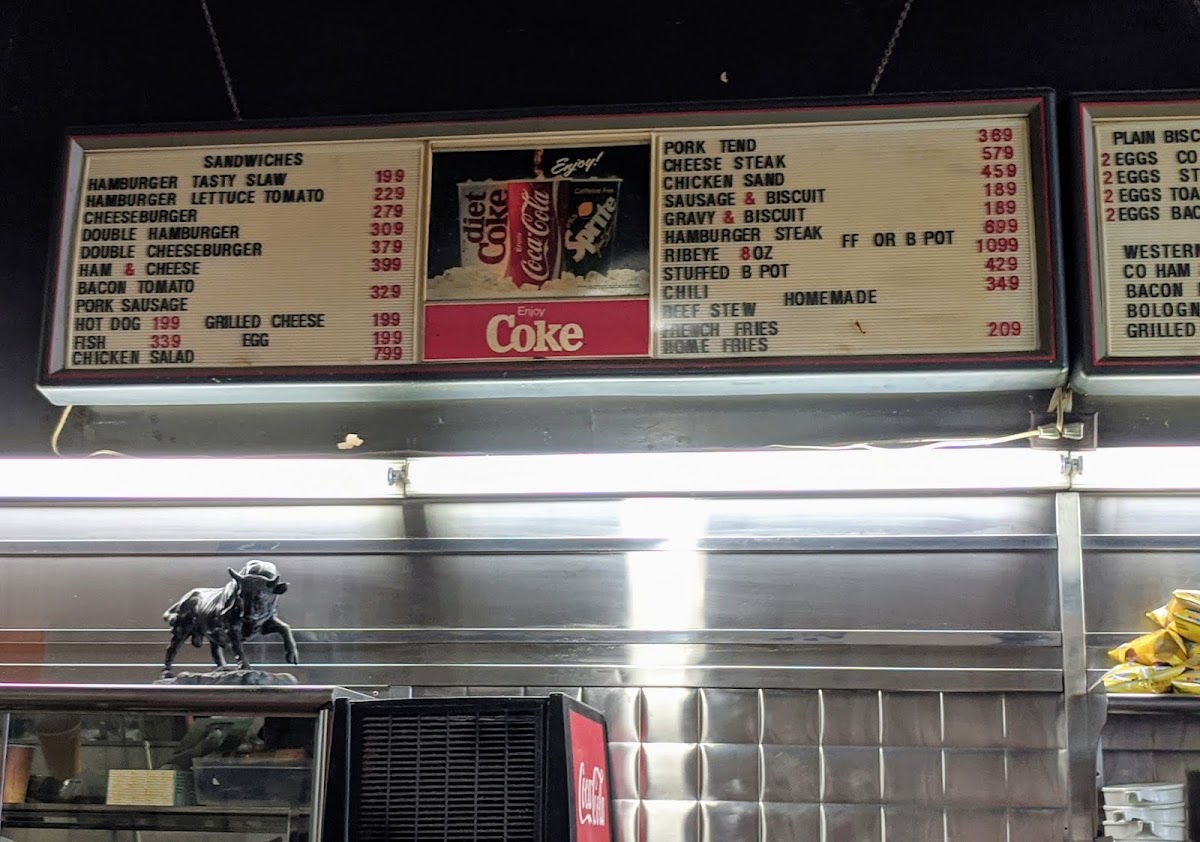 SANDWICHES
HAMBURGER TASTY SLAW 199
HAMBURGER LETTUCE TOMATO 229
CHEESEBURGER 279
DOUBLE HAMBURGER 309
DOUBLE CHEESEBURGER 379
HAM & CHEESE 399
BACON TOMATO 329
PORK SAUSAGE
HOT DOG 199 GRILLED CHEESE 199
FISH 339 EGG 199
CHICKEN SALAD 799
Enjoy!
diet Coke
Enjoy Coca-Cola
Caffeine Free
Sprite
Enjoy
Coke
PORK TEND 369
CHEESE STEAK 579
CHICKEN SAND 459
SAUSAGE & BISCUIT 189
GRAVY & BISCUIT 189
HAMBURGER STEAK FF OR B POT 699
RIBEYE 8OZ 1099
STUFFED B POT 429
CHILI HOMEMADE 349
BEEF STEW
FRENCH FRIES 209
HOME FRIES
PLAIN BISC
2 EGGS CO
2 EGGS ST
2 EGGS TOA
2 EGGS BAC
WESTERN
CO HAM
BACON
BOLOGN
GRILLED
Coca-Cola